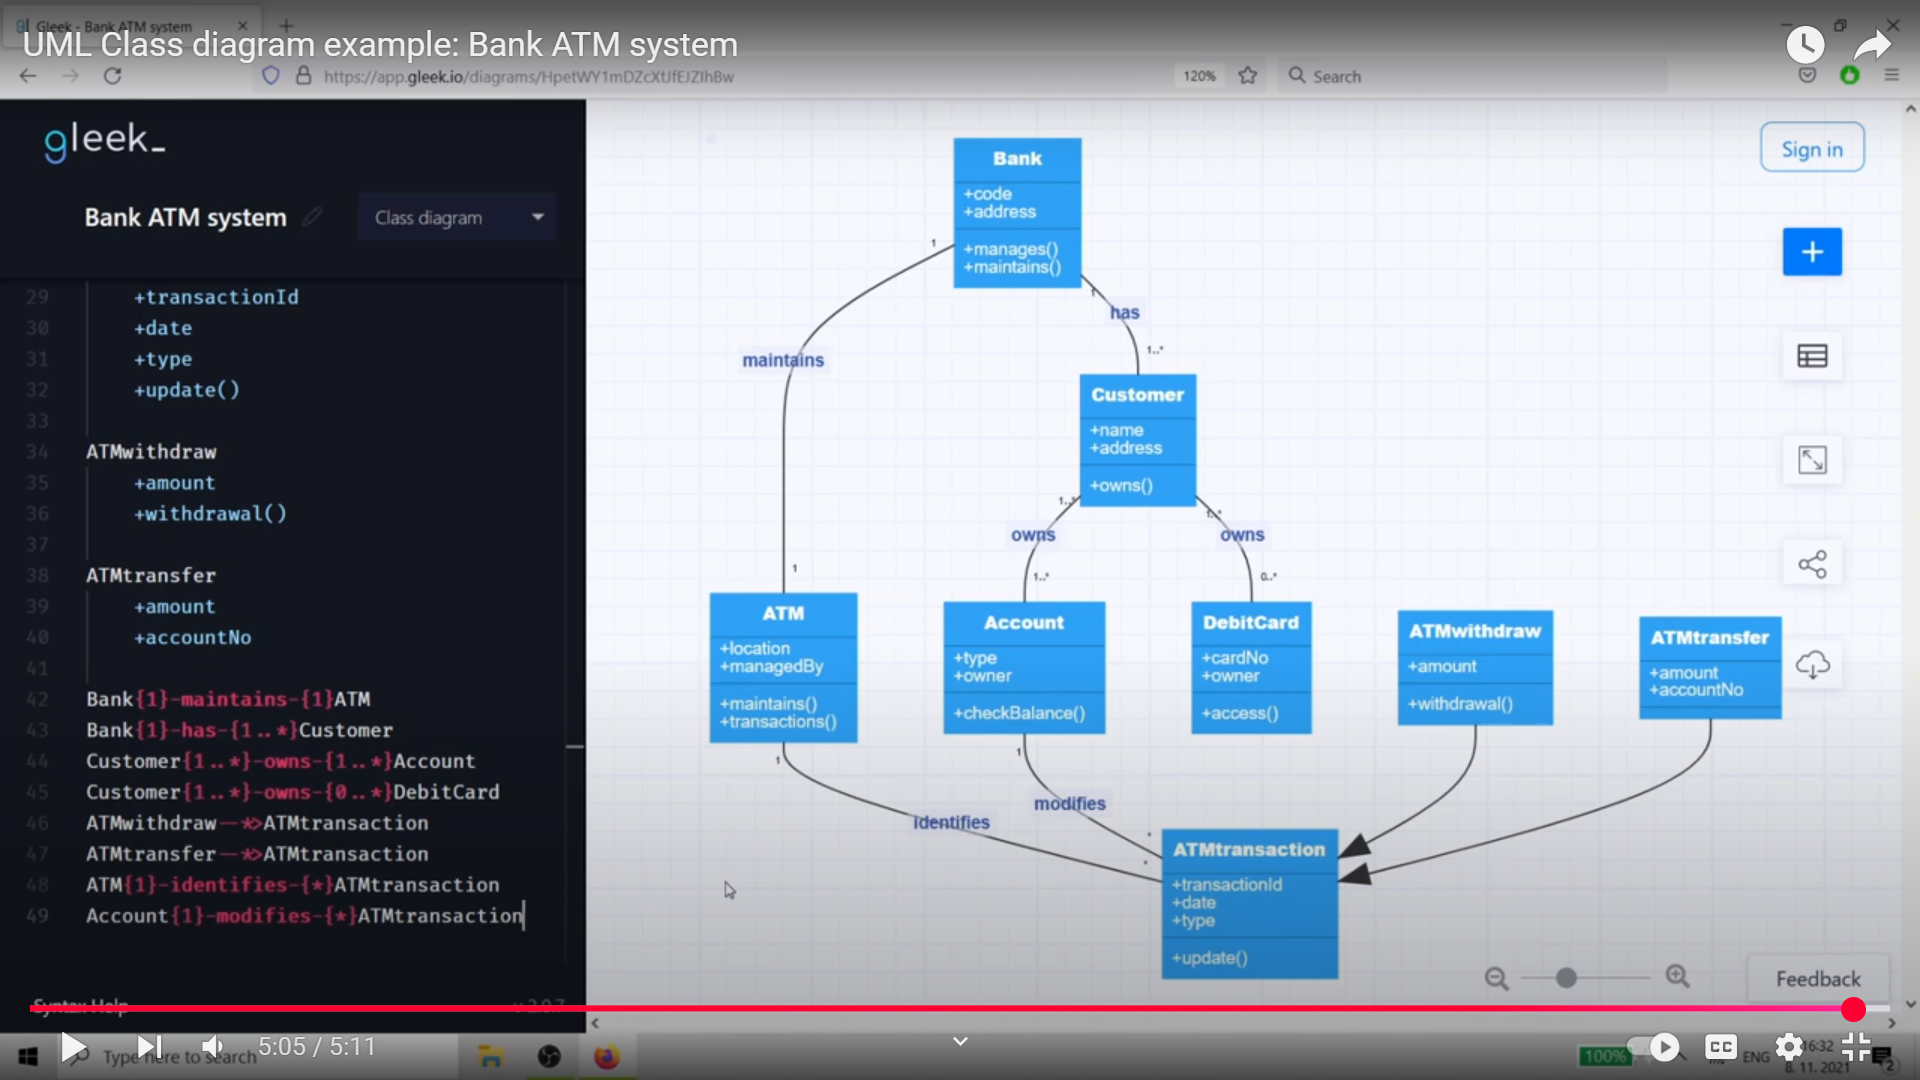 Gleek - Bank ATM system
UML Class diagram example: Bank ATM system
https://app.gleek.io/diagrams/HpetWY1mDZcXtJfEJZIhBw
120%
Search
gleek_
Sign in
Bank ATM system
Class diagram
29 +transactionId
30 +date
31 +type
32 +update()
33
34 ATMwithdraw
35 +amount
36 +withdrawal()
37
38 ATMtransfer
39 +amount
40 +accountNo
41
42 Bank{1}-maintains-{1}ATM
43 Bank{1}-has-{1..*}Customer
44 Customer{1..*}-owns-{1..*}Account
45 Customer{1..*}-owns-{0..*}DebitCard
46 ATMwithdraw--*>ATMtransaction
47 ATMtransfer--*>ATMtransaction
48 ATM{1}-identifies-{*}ATMtransaction
49 Account{1}-modifies-{*}ATMtransaction
Syntax Help
v 2.0.7
Bank
+code
+address
+manages()
+maintains()
1
1
has
maintains
1..*
Customer
+name
+address
+owns()
1..*
1..*
owns
owns
1
1..*
0..*
ATM
+location
+managedBy
+maintains()
+transactions()
Account
+type
+owner
+checkBalance()
DebitCard
+cardNo
+owner
+access()
ATMwithdraw
+amount
+withdrawal()
ATMtransfer
+amount
+accountNo
1
1
modifies
identifies
*
*
ATMtransaction
+transactionId
+date
+type
+update()
Feedback
5:05 / 5:11
Type here to search
100%
CC
ENG
16:32
8. 11. 2021
2